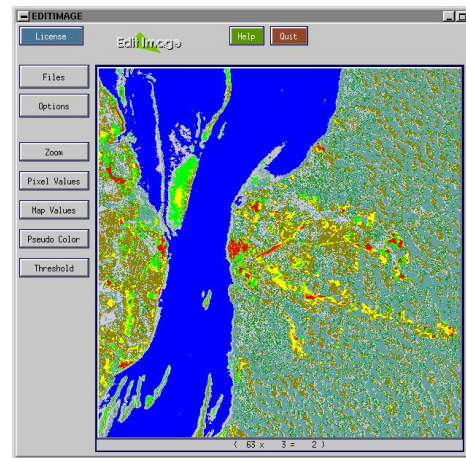 EDITIMAGE
License
EditImage
Help
Quit
Files
Options
Zoom
Pixel Values
Map Values
Pseudo Color
Threshold
( 63 x 3 = 2 )